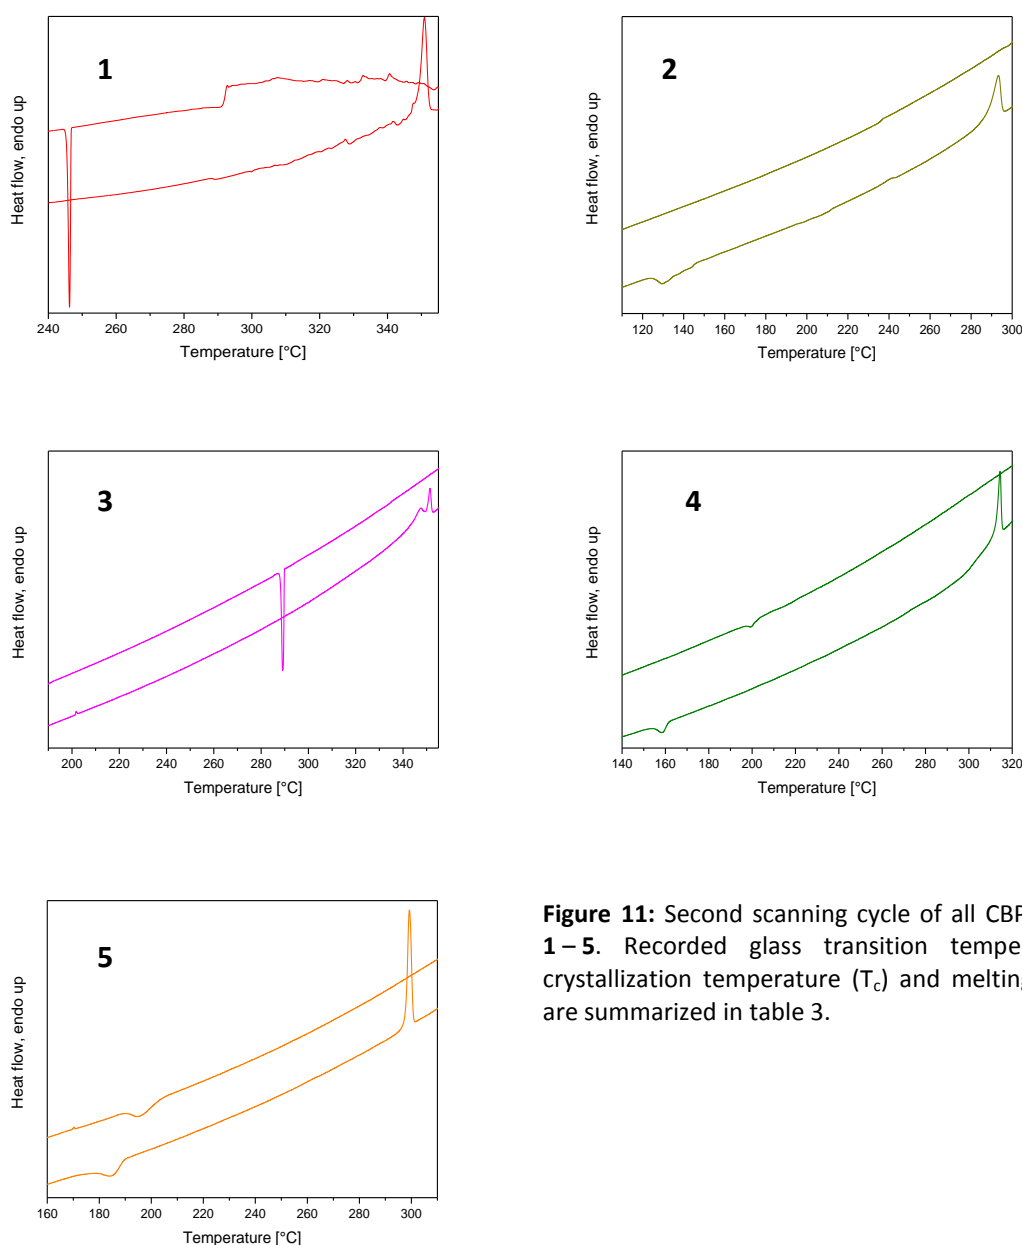 1
Heat flow, endo up
240 260 280 300 320 340
Temperature [°C]
2
Heat flow, endo up
120 140 160 180 200 220 240 260 280 300
Temperature [°C]
3
Heat flow, endo up
200 220 240 260 280 300 320 340
Temperature [°C]
4
Heat flow, endo up
140 160 180 200 220 240 260 280 300 320
Temperature [°C]
5
Heat flow, endo up
160 180 200 220 240 260 280 300
Temperature [°C]
Figure 11: Second scanning cycle of all CBP
1 – 5. Recorded glass transition temper
crystallization temperature (Tc) and melting
are summarized in table 3.